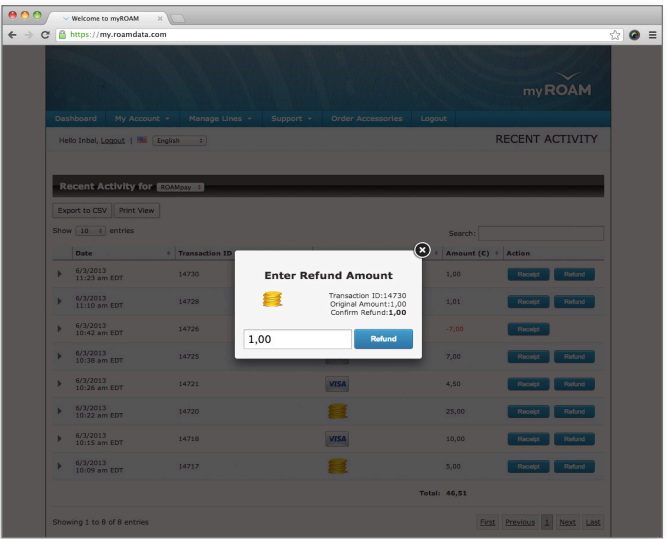 Welcome to myROAM
https://my.roamdata.com
myROAM
Dashboard My Account Manage Lines Support Order Accessories Logout
Hello Inbal, Logout | English
RECENT ACTIVITY
Recent Activity for ROAMpay
Export to CSV Print View
Show 10 entries
Search:
Date Transaction ID Amount (€) Action
6/3/2013
11:23 am EDT
14730 1,00 Receipt Refund
6/3/2013
11:10 am EDT
14728 1,01 Receipt Refund
6/3/2013
10:42 am EDT
14726 -7,00 Receipt
6/3/2013
10:38 am EDT
14725 7,00 Receipt Refund
6/3/2013
10:26 am EDT
14721 VISA 4,50 Receipt Refund
6/3/2013
10:22 am EDT
14720 25,00 Receipt Refund
6/3/2013
10:15 am EDT
14718 VISA 10,00 Receipt Refund
6/3/2013
10:09 am EDT
14717 5,00 Receipt Refund
Total: 46,51
Showing 1 to 8 of 8 entries
First Previous 1 Next Last
Enter Refund Amount
Transaction ID:14730
Original Amount:1,00
Confirm Refund:1,00
1,00 Refund